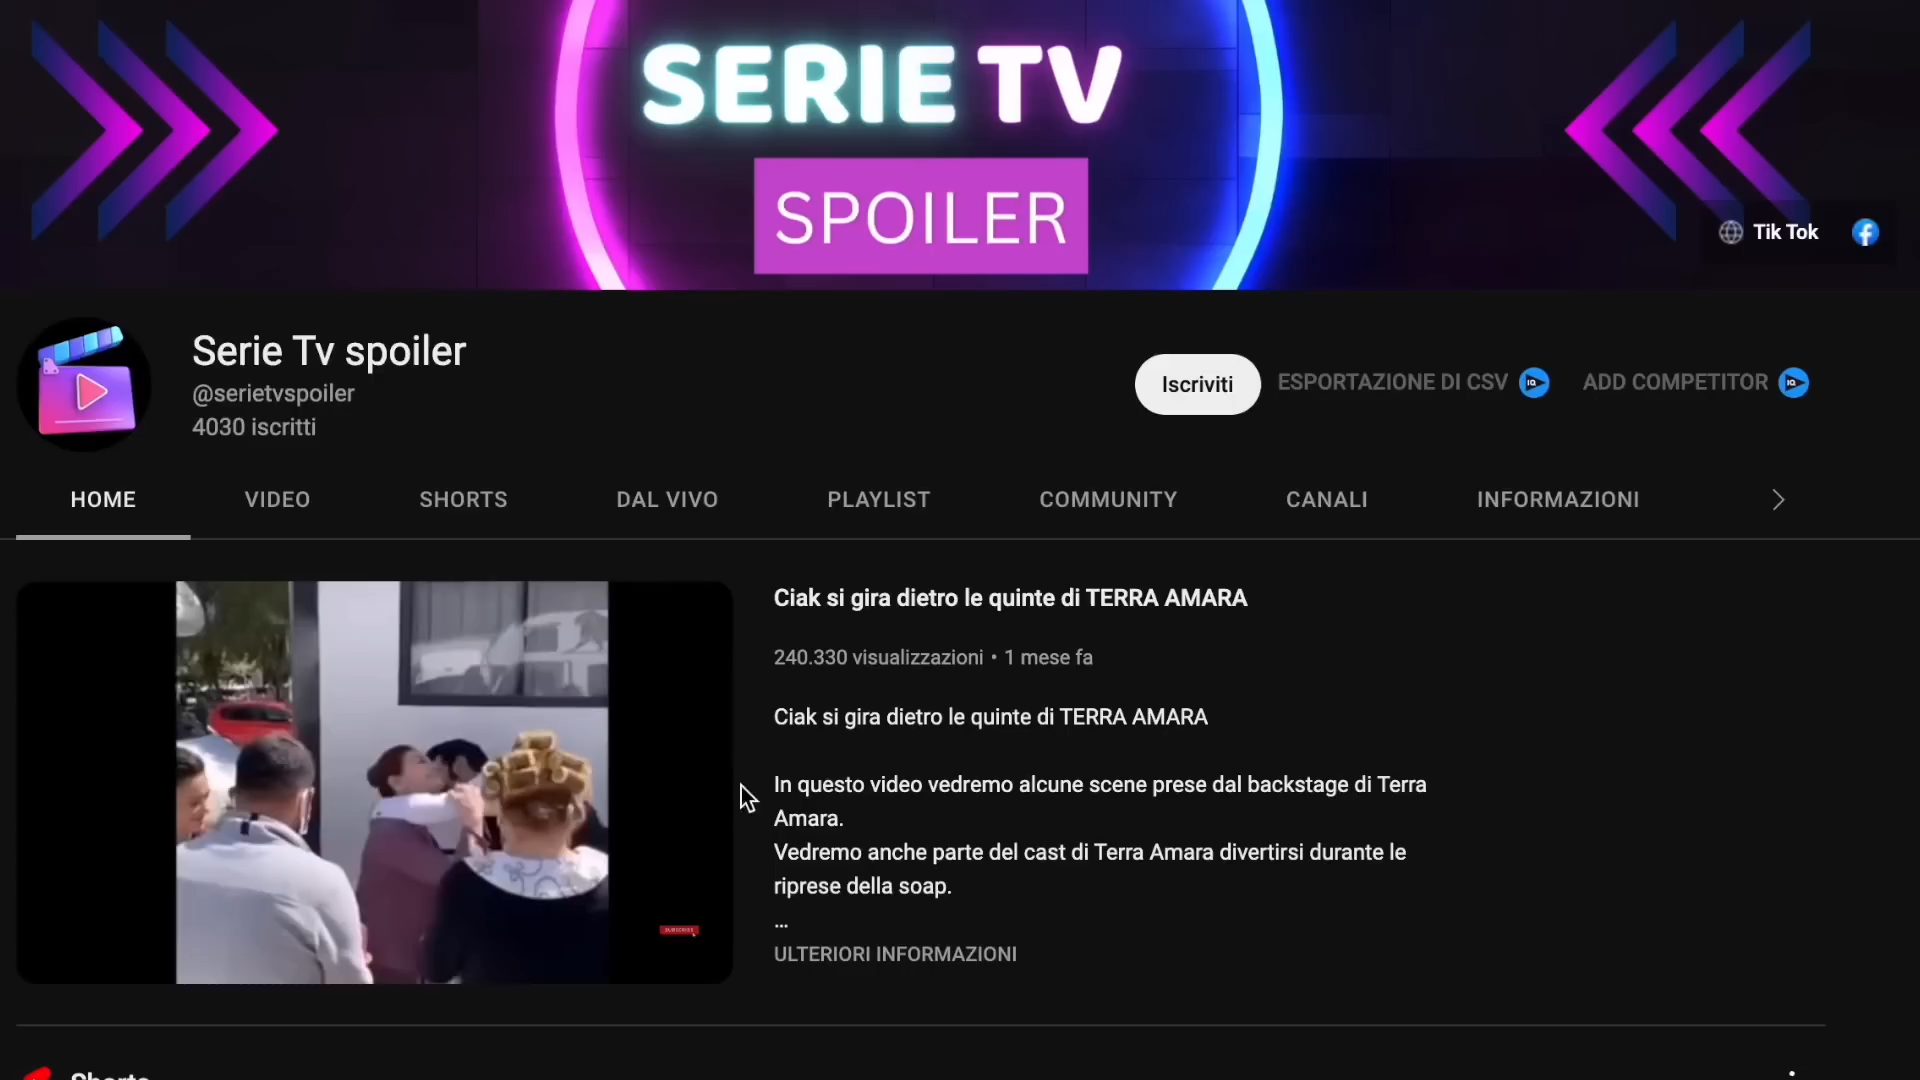 SERIE TV
SPOILER
Tik Tok
Serie Tv spoiler
@serietvspoiler
4030 iscritti
Iscriviti
ESPORTAZIONE DI CSV
IQ
ADD COMPETITOR
IQ
HOME
VIDEO
SHORTS
DAL VIVO
PLAYLIST
COMMUNITY
CANALI
INFORMAZIONI
Ciak si gira dietro le quinte di TERRA AMARA
240.330 visualizzazioni • 1 mese fa
Ciak si gira dietro le quinte di TERRA AMARA
In questo video vedremo alcune scene prese dal backstage di Terra
Amara.
Vedremo anche parte del cast di Terra Amara divertirsi durante le
riprese della soap.
...
ULTERIORI INFORMAZIONI
SUBSCRIBE
Shorts